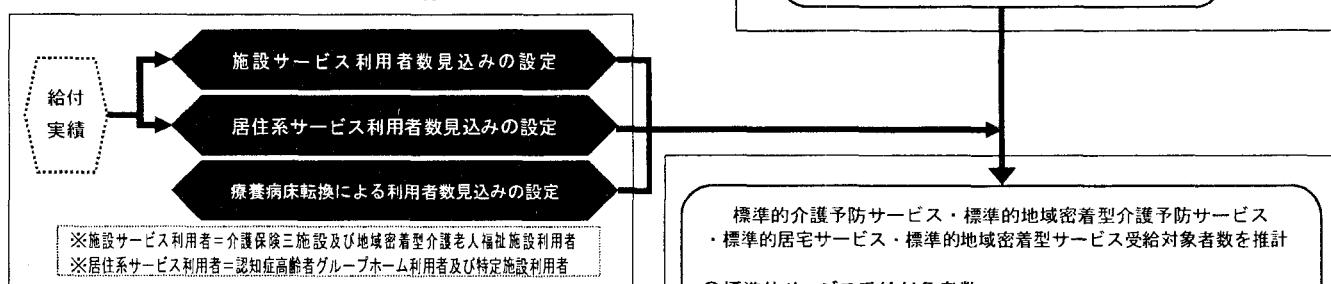 給付
実績
施設サービス利用者数見込みの設定
居住系サービス利用者数見込みの設定
療養病床転換による利用者数見込みの設定
※施設サービス利用者=介護保険三施設及び地域密着型介護老人福祉施設利用者
※居住系サービス利用者=認知症高齢者グループホーム利用者及び特定施設利用者
標準的介護予防サービス・標準的地域密着型介護予防サービス
・標準的居宅サービス・標準的地域密着型サービス受給対象者数を推計